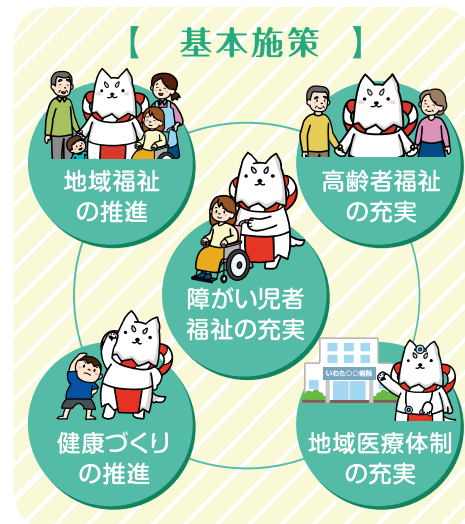 【 基本施策 】
地域福祉
の推進
高齢者福祉
の充実
障がい児者
福祉の充実
健康づくり
の推進
いわた○○病院
地域医療体制
の充実